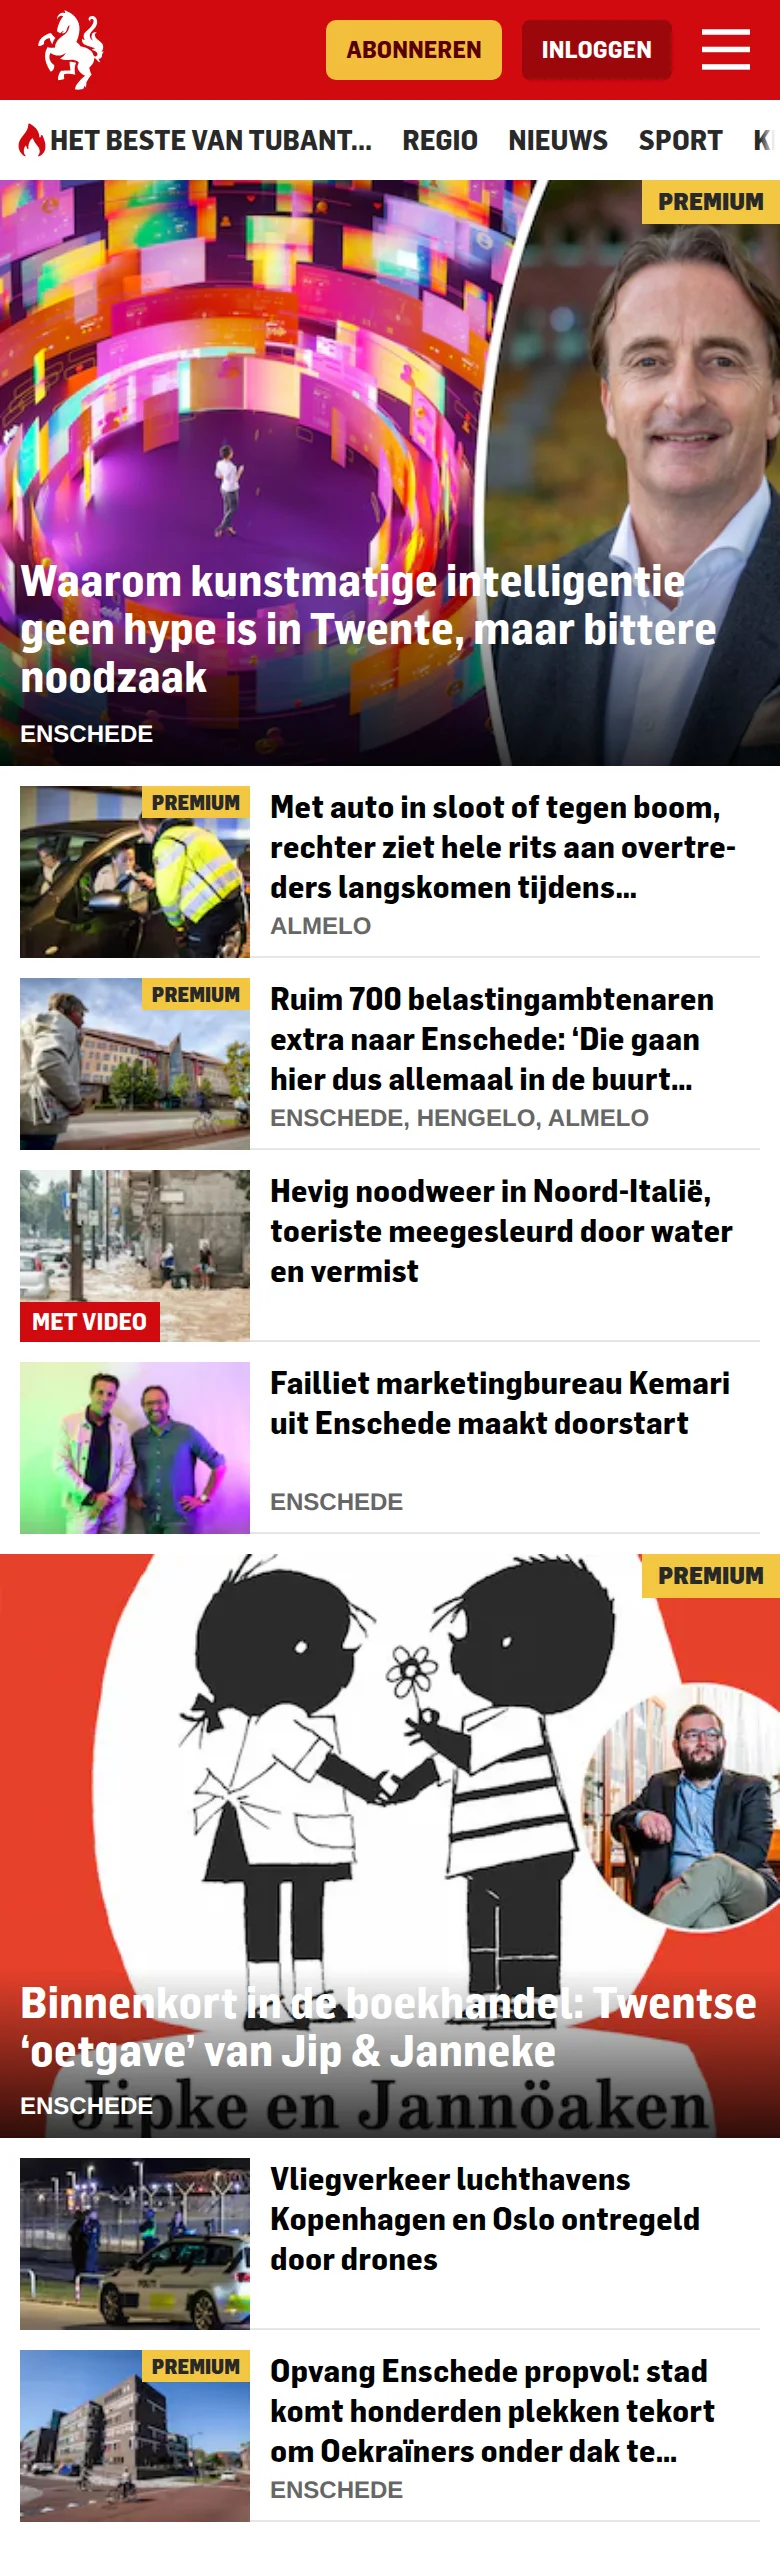 ABONNEREN
INLOGGEN
HET BESTE VAN TUBANT... REGIO NIEUWS SPORT
PREMIUM
Waarom kunstmatige intelligentie
geen hype is in Twente, maar bittere
noodzaak
ENSCHEDE
PREMIUM
Met auto in sloot of tegen boom,
rechter ziet hele rits aan overtre-
ders langskomen tijdens...
ALMELO
PREMIUM
Ruim 700 belastingambtenaren
extra naar Enschede: ‘Die gaan
hier dus allemaal in de buurt...
ENSCHEDE, HENGELO, ALMELO
MET VIDEO
Hevig noodweer in Noord-Italië,
toeriste meegesleurd door water
en vermist
Failliet marketingbureau Kemari
uit Enschede maakt doorstart
ENSCHEDE
PREMIUM
Binnenkort in de boekhandel: Twentse
‘oetgave’ van Jip & Janneke
ENSCHEDE
Jipke en Jannöaken
Vliegverkeer luchthavens
Kopenhagen en Oslo ontregeld
door drones
PREMIUM
Opvang Enschede propvol: stad
komt honderden plekken tekort
om Oekraïners onder dak te...
ENSCHEDE